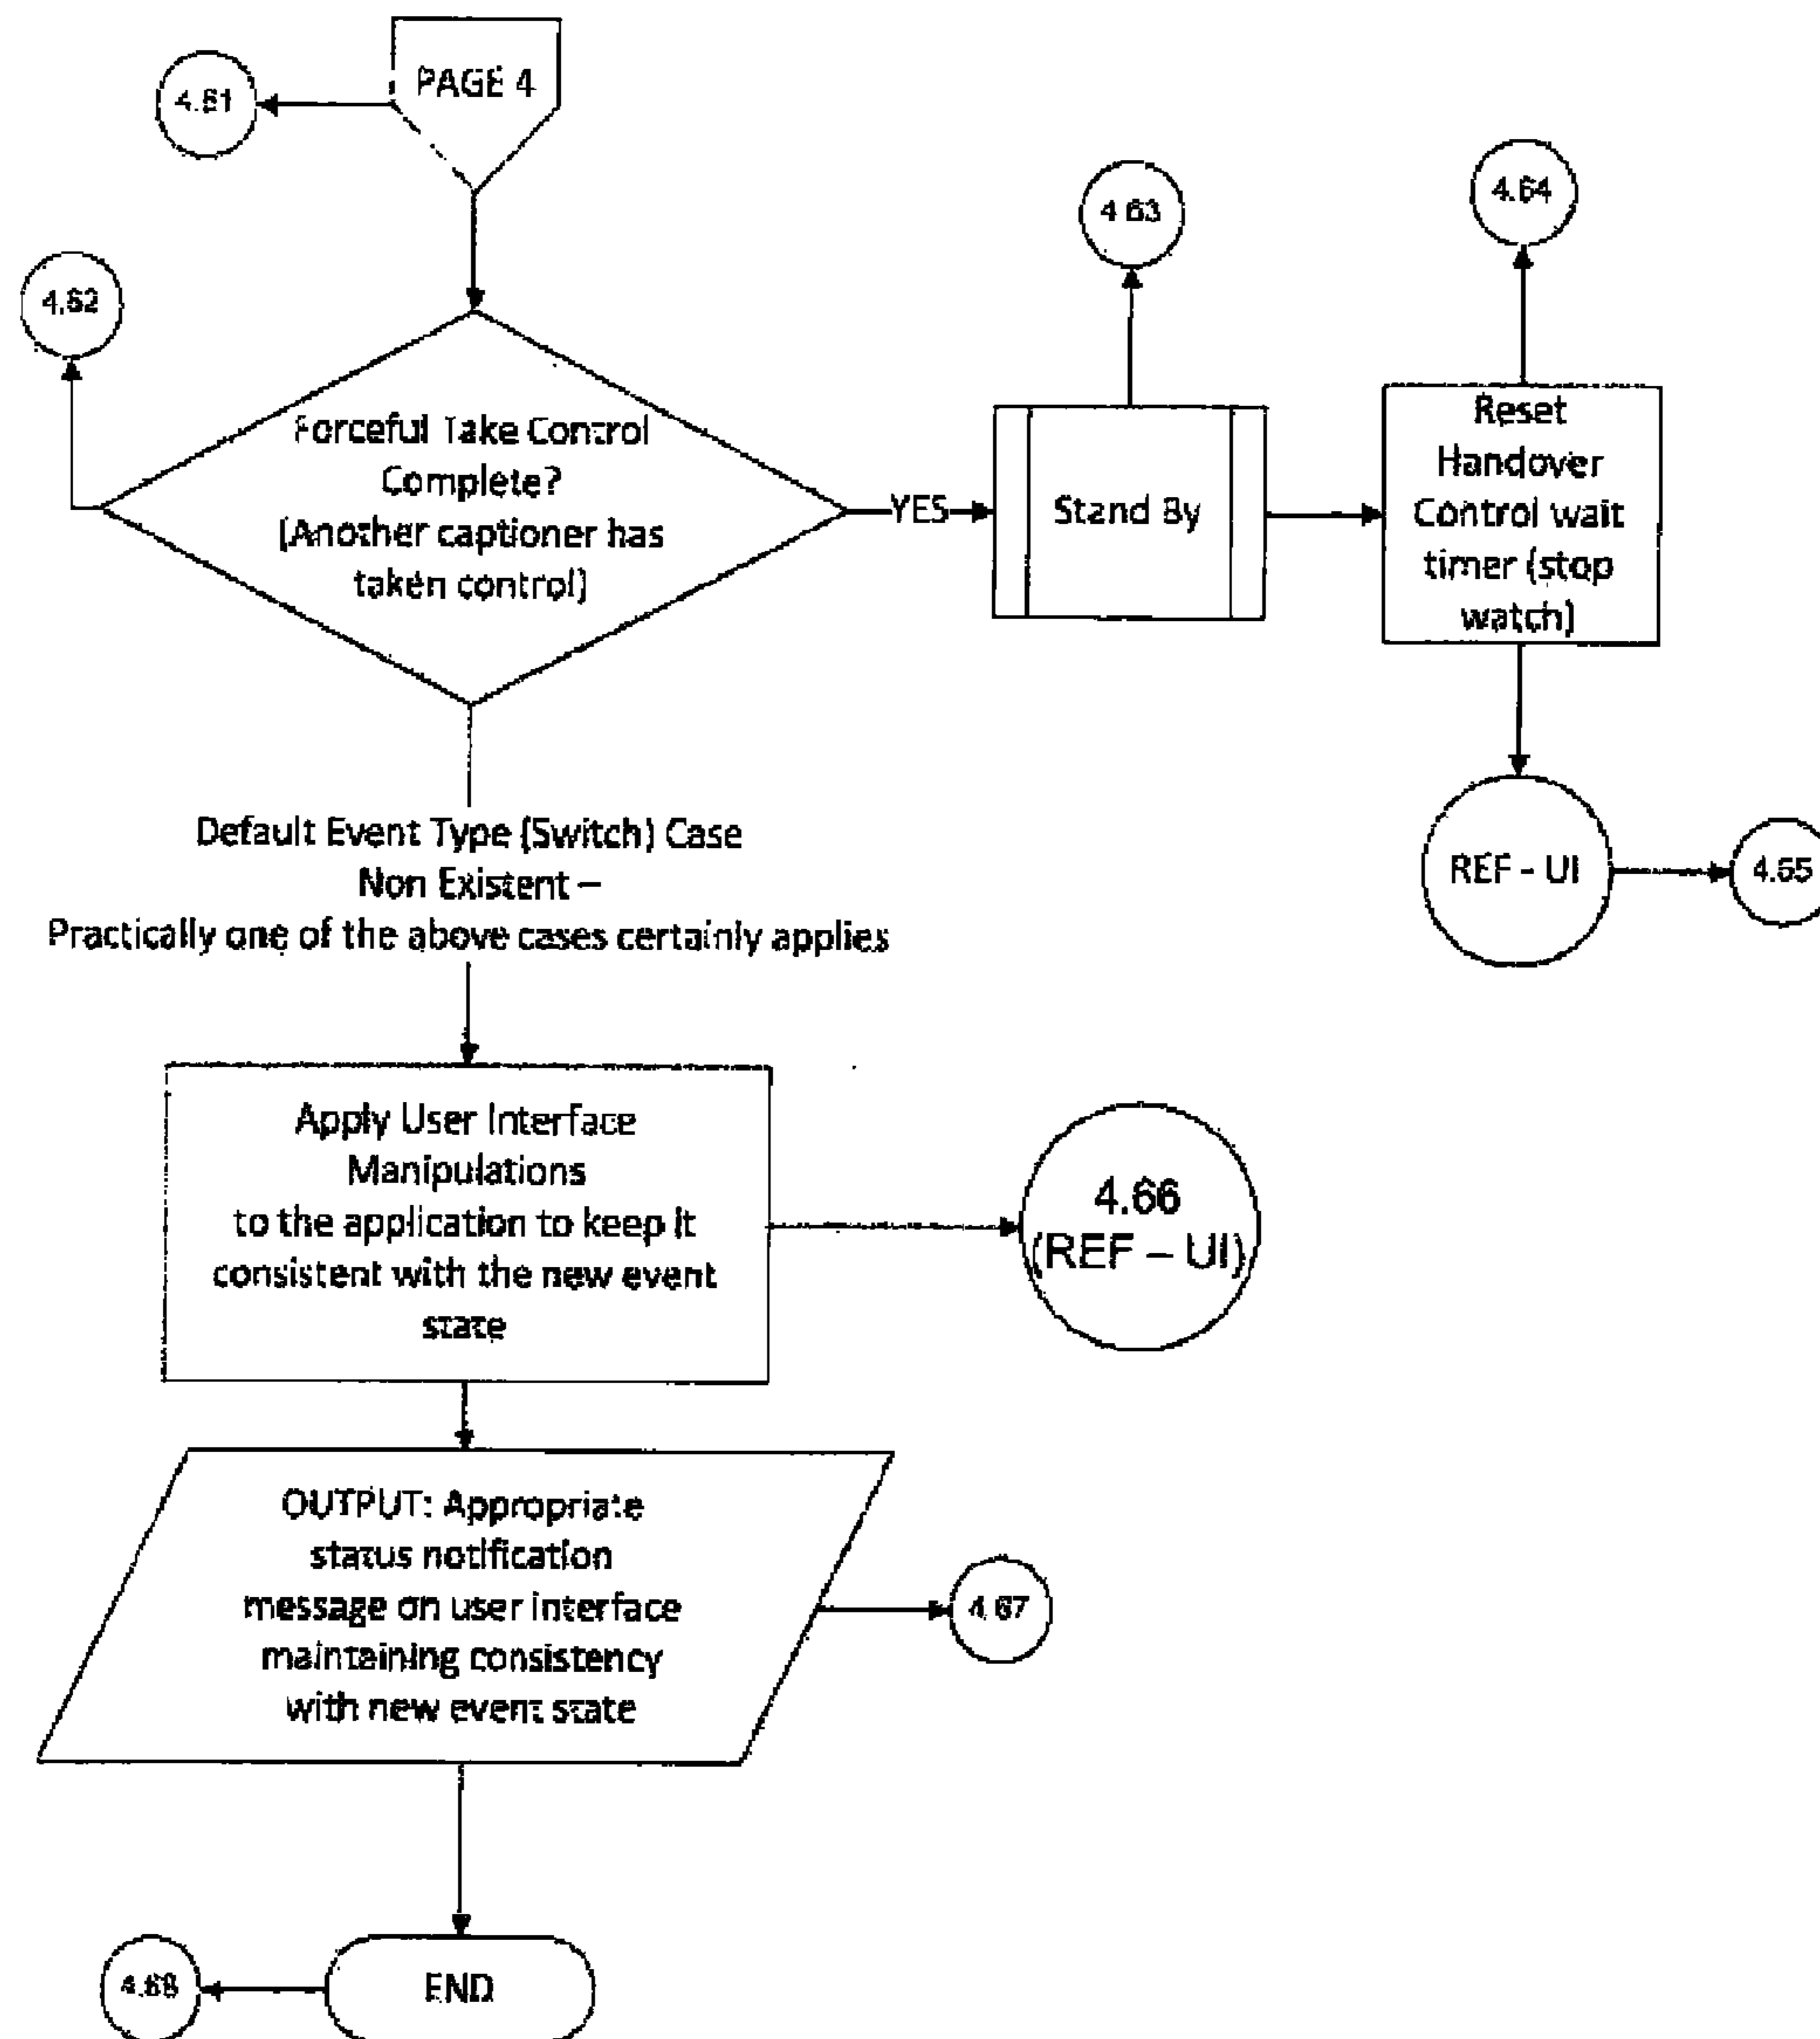 PAGE 4
4.61
4.62
Forceful Take Control
Complete?
(Another captioner has
taken control)
YES
4.63
Stand By
4.64
Reset
Handover
Control wait
timer (stop
watch)
REF - UI
4.65
Default Event Type (Switch) Case
Non Existent –
Practically one of the above cases certainly applies
Apply User Interface
Manipulations
to the application to keep it
consistent with the new event
state
4.66
(REF – UI)
OUTPUT: Appropriate
status notification
message on user interface
maintaining consistency
with new event state
4.67
END
4.68